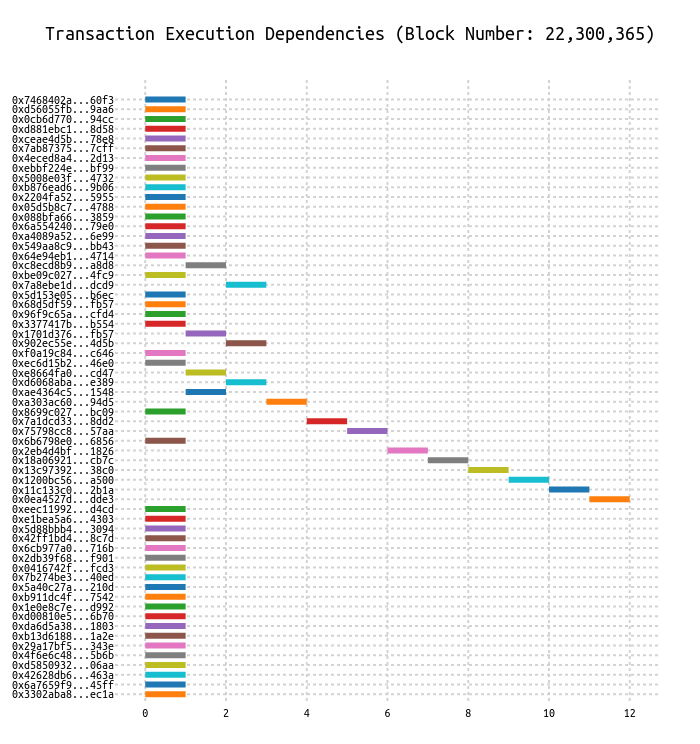 Transaction Execution Dependencies (Block Number: 22,300,365)
0x7468402a...60f3
0xd56055fb...9aa6
0x0cb6d770...94cc
0xd881ebc1...8d58
0xceae4d5b...78e8
0x7ab87375...7cff
0x4eced8a4...2d13
0xebbf224e...bf99
0x5008e03f...4732
0xb876ead6...9b06
0x2204fa52...5955
0x05d5b8c7...4788
0x088bfa66...3859
0x6a554240...79e0
0xa4089a52...6e99
0x549aa8c9...bb43
0x64e94eb1...4714
0xc8ecd8b9...a8d8
0xbe09c027...4fc9
0x7a8ebe1d...dcd9
0x5d153e05...b6ec
0x68d5df59...fb57
0x96f9c65a...cfd4
0x3377417b...b554
0x1701d376...fb57
0x902ec55e...4d5b
0xf0a19c84...c646
0xec6d15b2...46e0
0xe8664fa0...cd47
0xd6068aba...e389
0xae4364c5...1548
0xa303ac60...94d5
0x8699c027...bc09
0x7a1dcd33...8dd2
0x75798cc8...57aa
0x6b6798e0...6856
0x2eb4d4bf...1826
0x18a06921...cb7c
0x13c97392...38c0
0x1200bc56...a500
0x11c133c0...2b1a
0x0ea4527d...dde3
0xeec11992...d4cd
0xe1bea5a6...4303
0x5d88bbb4...3094
0x42ff1bd4...8c7d
0x6cb977a0...716b
0x2db39f68...f901
0x0416742f...fcd3
0x7b274be3...40ed
0x5a40c27a...210d
0xb911dc4f...7542
0x1e0e8c7e...d992
0xd00810e5...6b70
0xda6d5a38...1803
0xb13d6188...1a2e
0x29a17bf5...343e
0x4f6e6c48...5b6b
0xd5850932...06aa
0x42628db6...463a
0x6a7659f9...45ff
0x3302aba8...ec1a
0 2 4 6 8 10 12